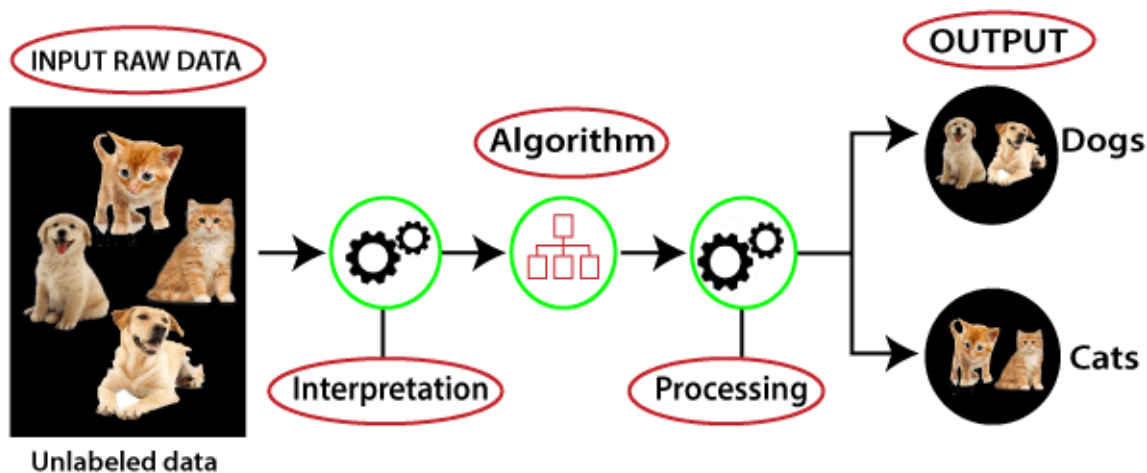 INPUT RAW DATA
Unlabeled data
Interpretation
Algorithm
Processing
OUTPUT
Dogs
Cats